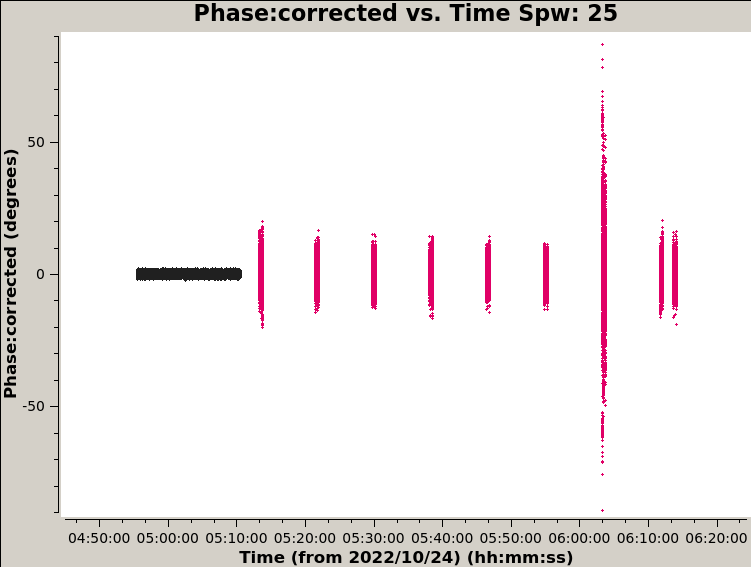 Phase:corrected vs. Time Spw: 25
Phase:corrected (degrees)
50
0
-50
04:50:00 05:00:00 05:10:00 05:20:00 05:30:00 05:40:00 05:50:00 06:00:00 06:10:00 06:20:00
Time (from 2022/10/24) (hh:mm:ss)